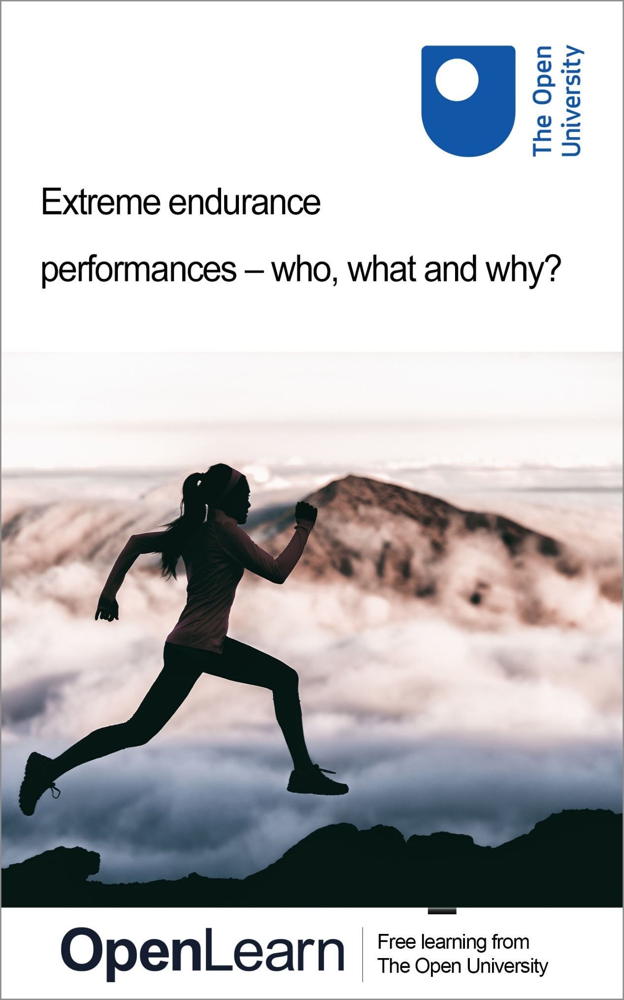 The Open
University
Extreme endurance
performances – who, what and why?
OpenLearn
Free learning from
The Open University